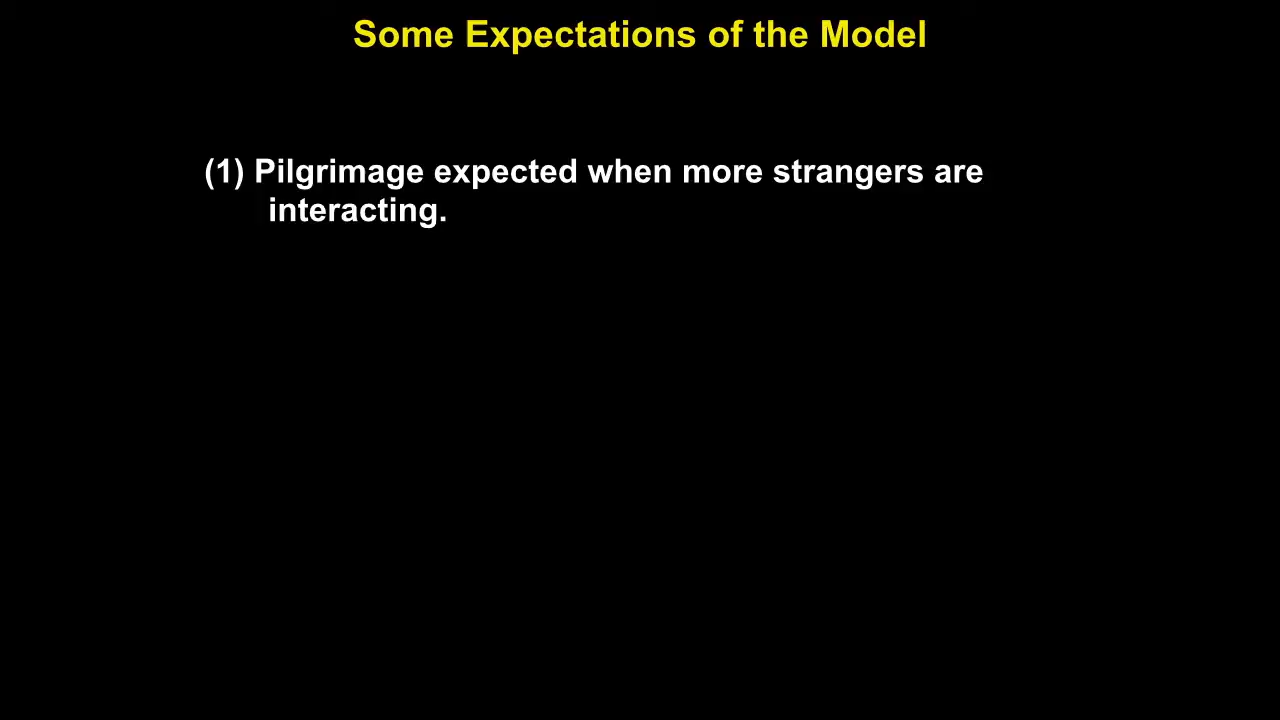 Some Expectations of the Model
(1) Pilgrimage expected when more strangers are
interacting.